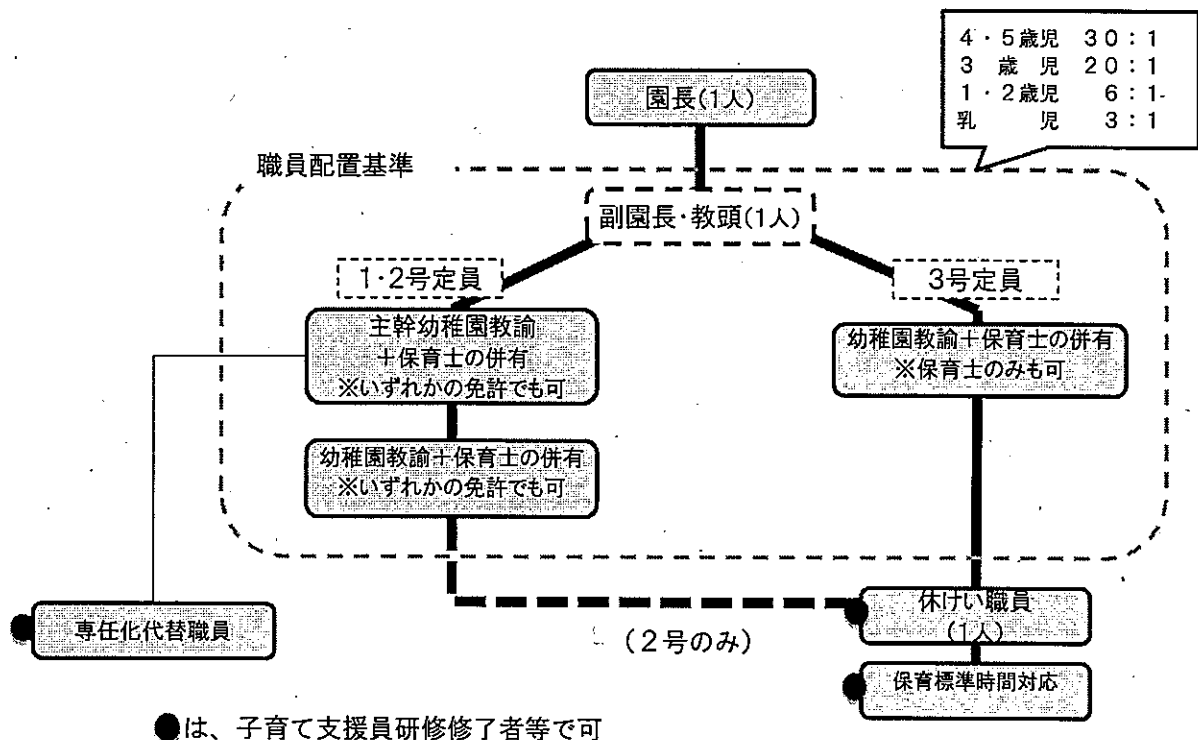 4・5歳児 30:1
3歳児 20:1
1・2歳児 6:1
乳児 3:1
園長(1人)
職員配置基準
副園長・教頭(1人)
1・2号定員
3号定員
主幹幼稚園教諭
+保育士の併有
※いずれかの免許でも可
幼稚園教諭+保育士の併有
※保育士のみも可
幼稚園教諭+保育士の併有
※いずれかの免許でも可
専任化代替職員
(2号のみ)
休けい職員
(1人)
保育標準時間対応
●は、子育て支援員研修修了者等で可